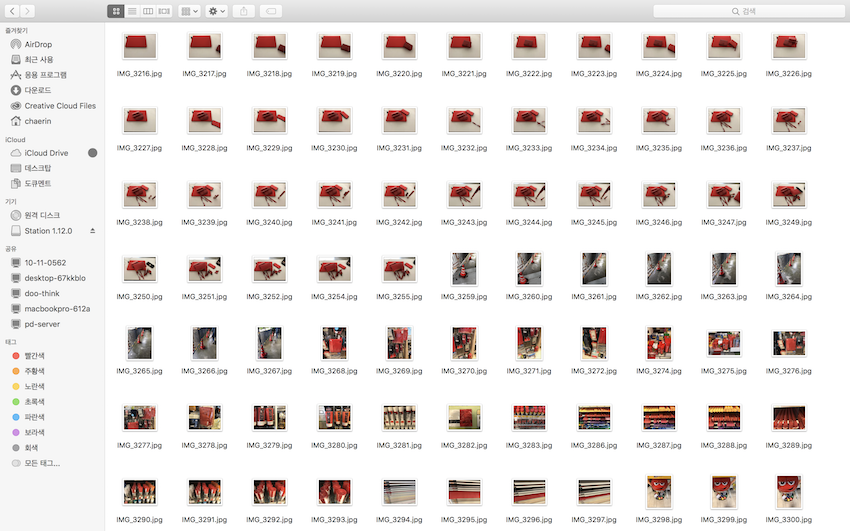 검색
즐겨찾기
AirDrop
최근 사용
응용 프로그램
다운로드
Creative Cloud Files
chaerin
iCloud
iCloud Drive
데스크탑
도큐멘트
기기
원격 디스크
Station 1.12.0
공유
10-11-0562
desktop-67kkblo
doo-think
macbookpro-612a
pd-server
태그
빨간색
주황색
노란색
초록색
파란색
보라색
회색
모든 태그...
IMG_3216.jpg IMG_3217.jpg IMG_3218.jpg IMG_3219.jpg IMG_3220.jpg IMG_3221.jpg IMG_3222.jpg IMG_3223.jpg IMG_3224.jpg IMG_3225.jpg IMG_3226.jpg
IMG_3227.jpg IMG_3228.jpg IMG_3229.jpg IMG_3230.jpg IMG_3231.jpg IMG_3232.jpg IMG_3233.jpg IMG_3234.jpg IMG_3235.jpg IMG_3236.jpg IMG_3237.jpg
IMG_3238.jpg IMG_3239.jpg IMG_3240.jpg IMG_3241.jpg IMG_3242.jpg IMG_3243.jpg IMG_3244.jpg IMG_3245.jpg IMG_3246.jpg IMG_3247.jpg IMG_3249.jpg
IMG_3250.jpg IMG_3251.jpg IMG_3252.jpg IMG_3254.jpg IMG_3255.jpg IMG_3259.jpg IMG_3260.jpg IMG_3261.jpg IMG_3262.jpg IMG_3263.jpg IMG_3264.jpg
IMG_3265.jpg IMG_3266.jpg IMG_3267.jpg IMG_3268.jpg IMG_3269.jpg IMG_3270.jpg IMG_3271.jpg IMG_3272.jpg IMG_3274.jpg IMG_3275.jpg IMG_3276.jpg
IMG_3277.jpg IMG_3278.jpg IMG_3279.jpg IMG_3280.jpg IMG_3281.jpg IMG_3282.jpg IMG_3283.jpg IMG_3286.jpg IMG_3287.jpg IMG_3288.jpg IMG_3289.jpg
IMG_3290.jpg IMG_3291.jpg IMG_3292.jpg IMG_3293.jpg IMG_3294.jpg IMG_3295.jpg IMG_3296.jpg IMG_3297.jpg IMG_3298.jpg IMG_3299.jpg IMG_3300.jpg